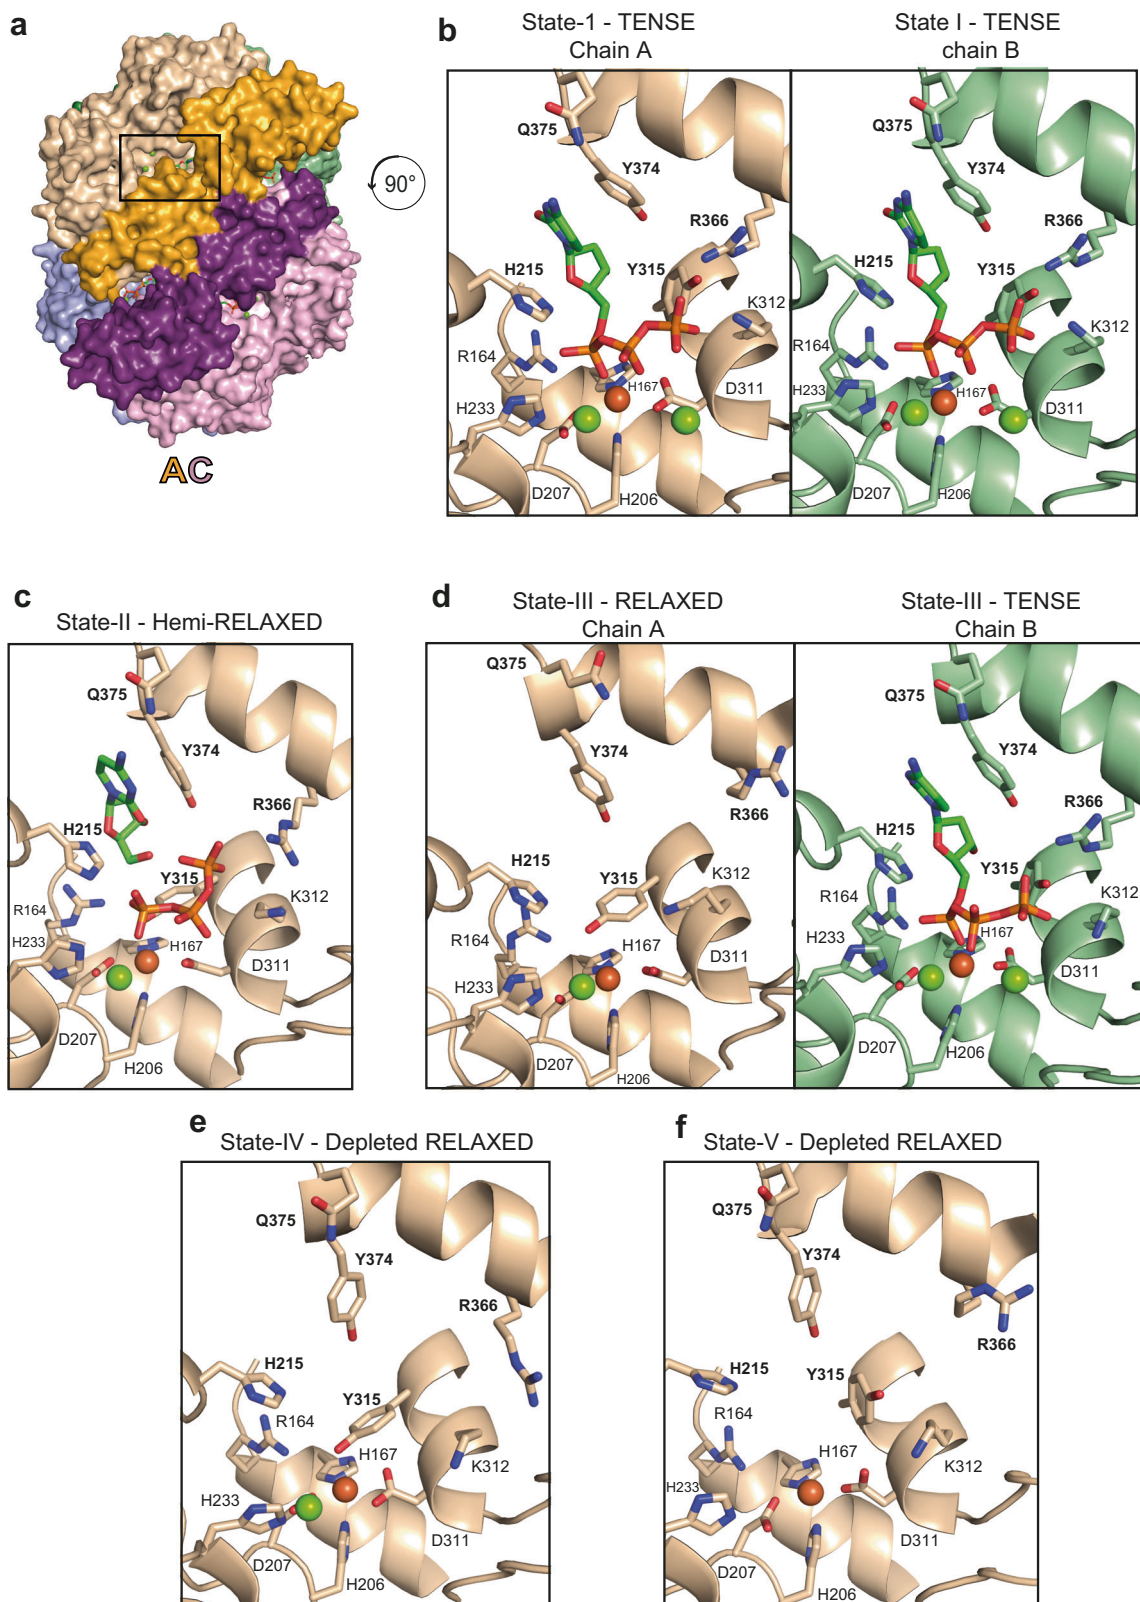 a
90°
AC
b
State-1 - TENSE
Chain A
State I - TENSE
chain B
Q375
Y374
R366
H215
Y315
K312
R164
H167
D311
H233
D207
H206
Q375
Y374
R366
H215
Y315
K312
R164
H233
H167
D311
D207
H206
c
State-II - Hemi-RELAXED
Q375
Y374
R366
H215
Y315
K312
R164
H233
H167
D311
D207
H206
d
State-III - RELAXED
Chain A
State-III - TENSE
Chain B
Q375
Y374
R366
H215
Y315
K312
R164
H167
D311
H233
D207
H206
Q375
Y374
R366
H215
Y315
K312
R164
H233
H167
D311
D207
H206
e
State-IV - Depleted RELAXED
Q375
Y374
R366
H215
Y315
R164
H167
K312
H233
D311
D207
H206
f
State-V - Depleted RELAXED
Q375
Y374
R366
H215
Y315
R164
H167
K312
H233
D311
D207
H206